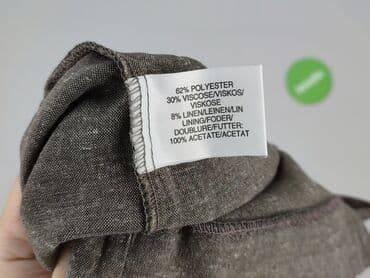 62% POLYESTER
30% VISCOSE/VISKOS/
VISKOSE
8% LINEN/LEINEN/LIN
LINING/FODER/
DOUBLURE/FUTTER:
100% ACETATE/ACETAT